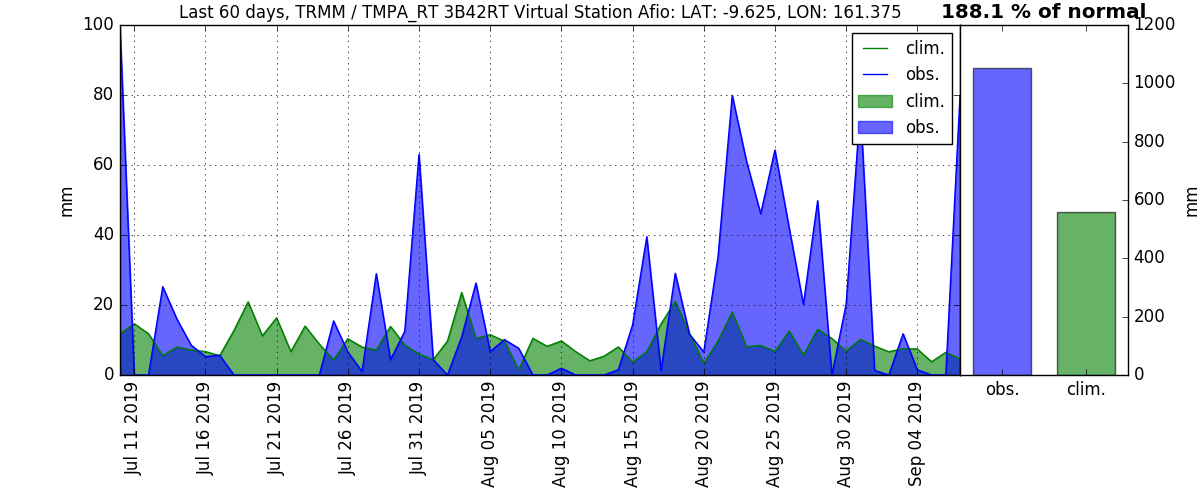 Last 60 days, TRMM / TMPA_RT 3B42RT Virtual Station Afio: LAT: -9.625, LON: 161.375
188.1 % of normal
100
80
60
40
20
0
mm
clim.
obs.
clim.
obs.
1200
1000
800
600
400
200
0
mm
Jul 11 2019
Jul 16 2019
Jul 21 2019
Jul 26 2019
Jul 31 2019
Aug 05 2019
Aug 10 2019
Aug 15 2019
Aug 20 2019
Aug 25 2019
Aug 30 2019
Sep 04 2019
obs.
clim.